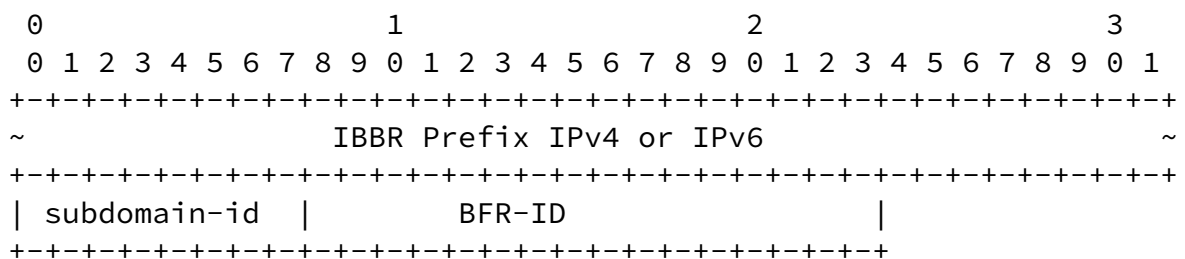 0                   1                   2                   3
 0 1 2 3 4 5 6 7 8 9 0 1 2 3 4 5 6 7 8 9 0 1 2 3 4 5 6 7 8 9 0 1
+-+-+-+-+-+-+-+-+-+-+-+-+-+-+-+-+-+-+-+-+-+-+-+-+-+-+-+-+-+-+-+-+
~                 IBBR Prefix IPv4 or IPv6                      ~
+-+-+-+-+-+-+-+-+-+-+-+-+-+-+-+-+-+-+-+-+-+-+-+-+-+-+-+-+-+-+-+-+
| subdomain-id  |        BFR-ID                 |
+-+-+-+-+-+-+-+-+-+-+-+-+-+-+-+-+-+-+-+-+-+-+-+-+